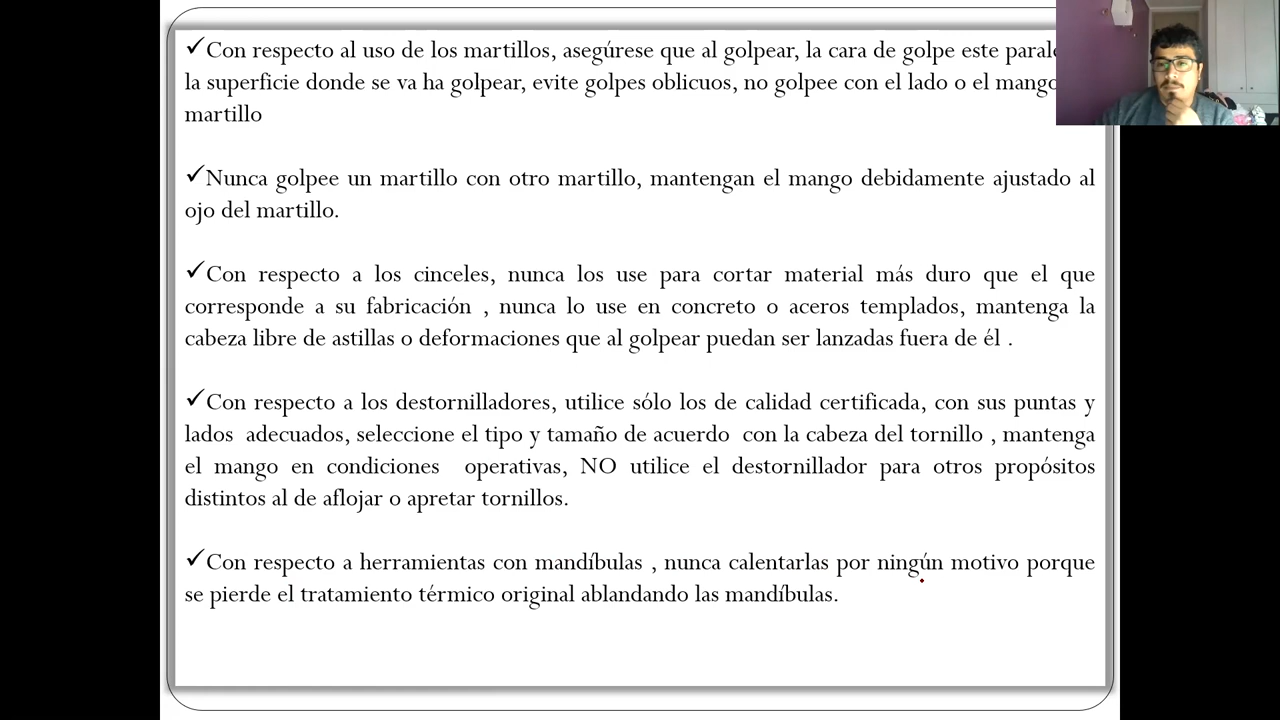 ✓Con respecto al uso de los martillos, asegúrese que al golpear, la cara de golpe este
la superficie donde se va ha golpear, evite golpes oblicuos, no golpee con el lado o el mango
martillo
✓Nunca golpee un martillo con otro martillo, mantengan el mango debidamente ajustado al
ojo del martillo.
✓Con respecto a los cinceles, nunca los use para cortar material más duro que el que
corresponde a su fabricación , nunca lo use en concreto o aceros templados, mantenga la
cabeza libre de astillas o deformaciones que al golpear puedan ser lanzadas fuera de él .
✓Con respecto a los destornilladores, utilice sólo los de calidad certificada, con sus puntas y
lados adecuados, seleccione el tipo y tamaño de acuerdo con la cabeza del tornillo , mantenga
el mango en condiciones operativas, NO utilice el destornillador para otros propósitos
distintos al de aflojar o apretar tornillos.
✓Con respecto a herramientas con mandíbulas , nunca calentarlas por ningún motivo porque
se pierde el tratamiento térmico original ablandando las mandíbulas.